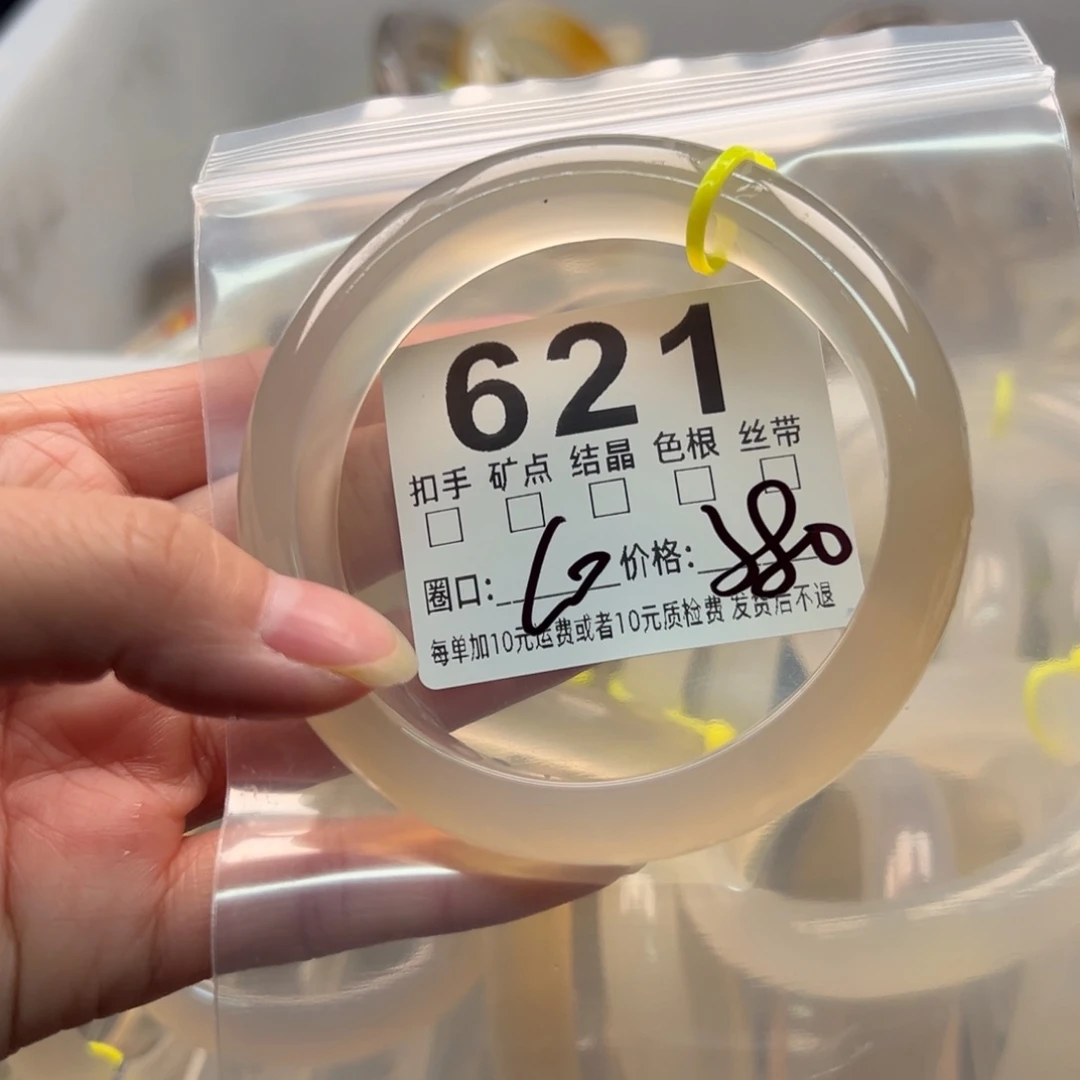 621
扣手 矿点 结晶 色根 丝带
圈口: 价格: 380
每单加10元运费或者10元质检费 发货后不退